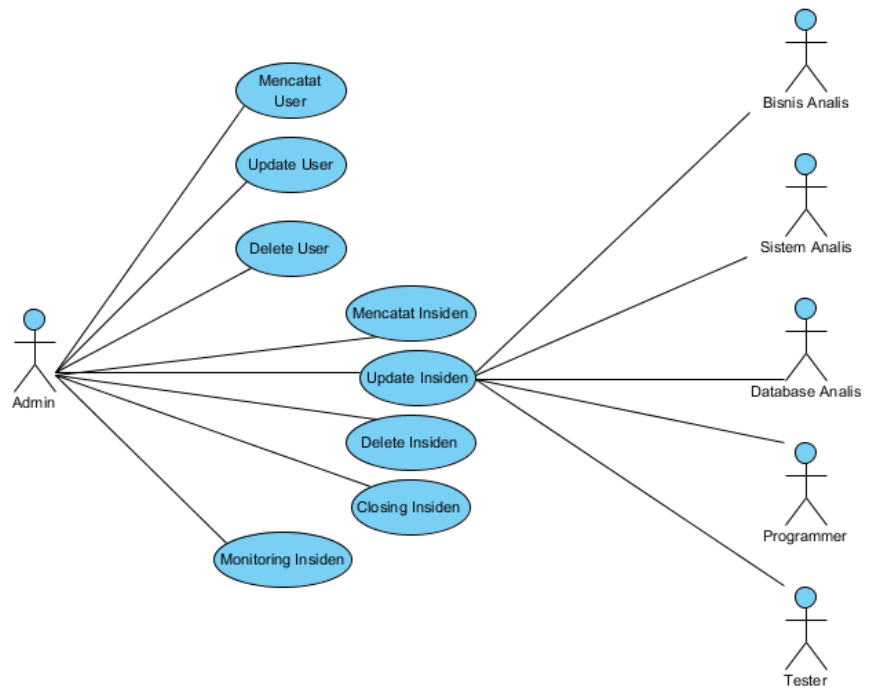 Mencatat
User
Update User
Delete User
Mencatat Insiden
Update Insiden
Delete Insiden
Closing Insiden
Monitoring Insiden
Admin
Bisnis Analis
Sistem Analis
Database Analis
Programmer
Tester